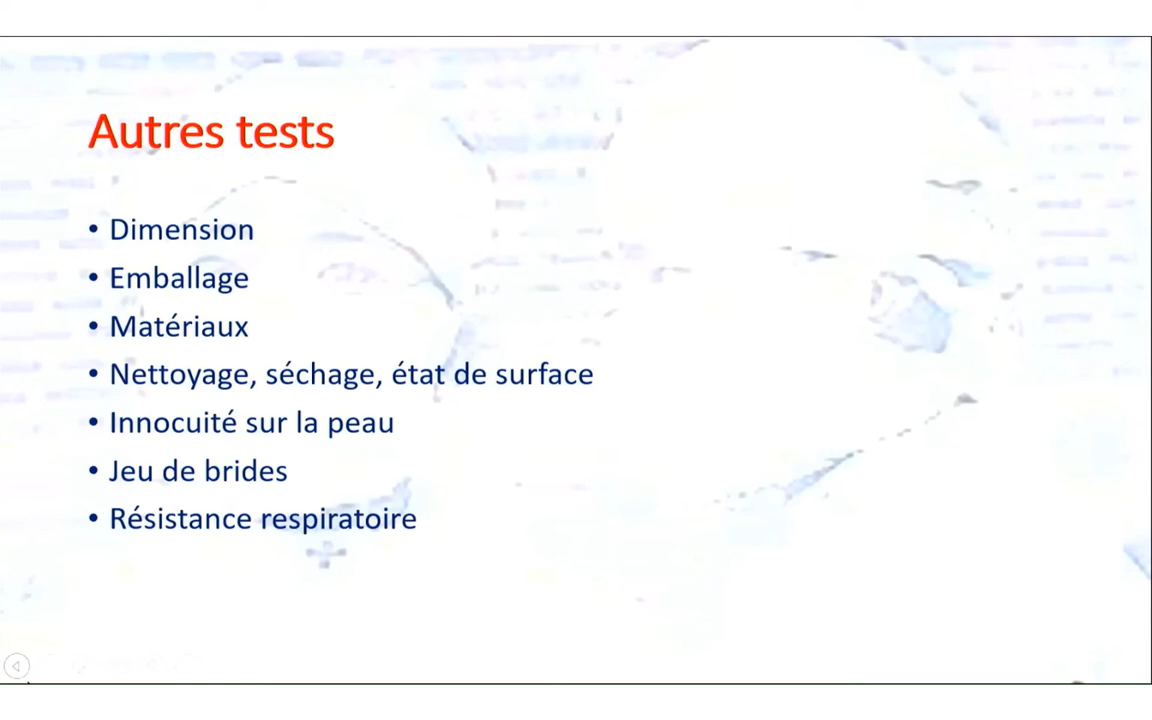 Autres tests
• Dimension
• Emballage
• Matériaux
• Nettoyage, séchage, état de surface
• Innocuité sur la peau
• Jeu de brides
• Résistance respiratoire